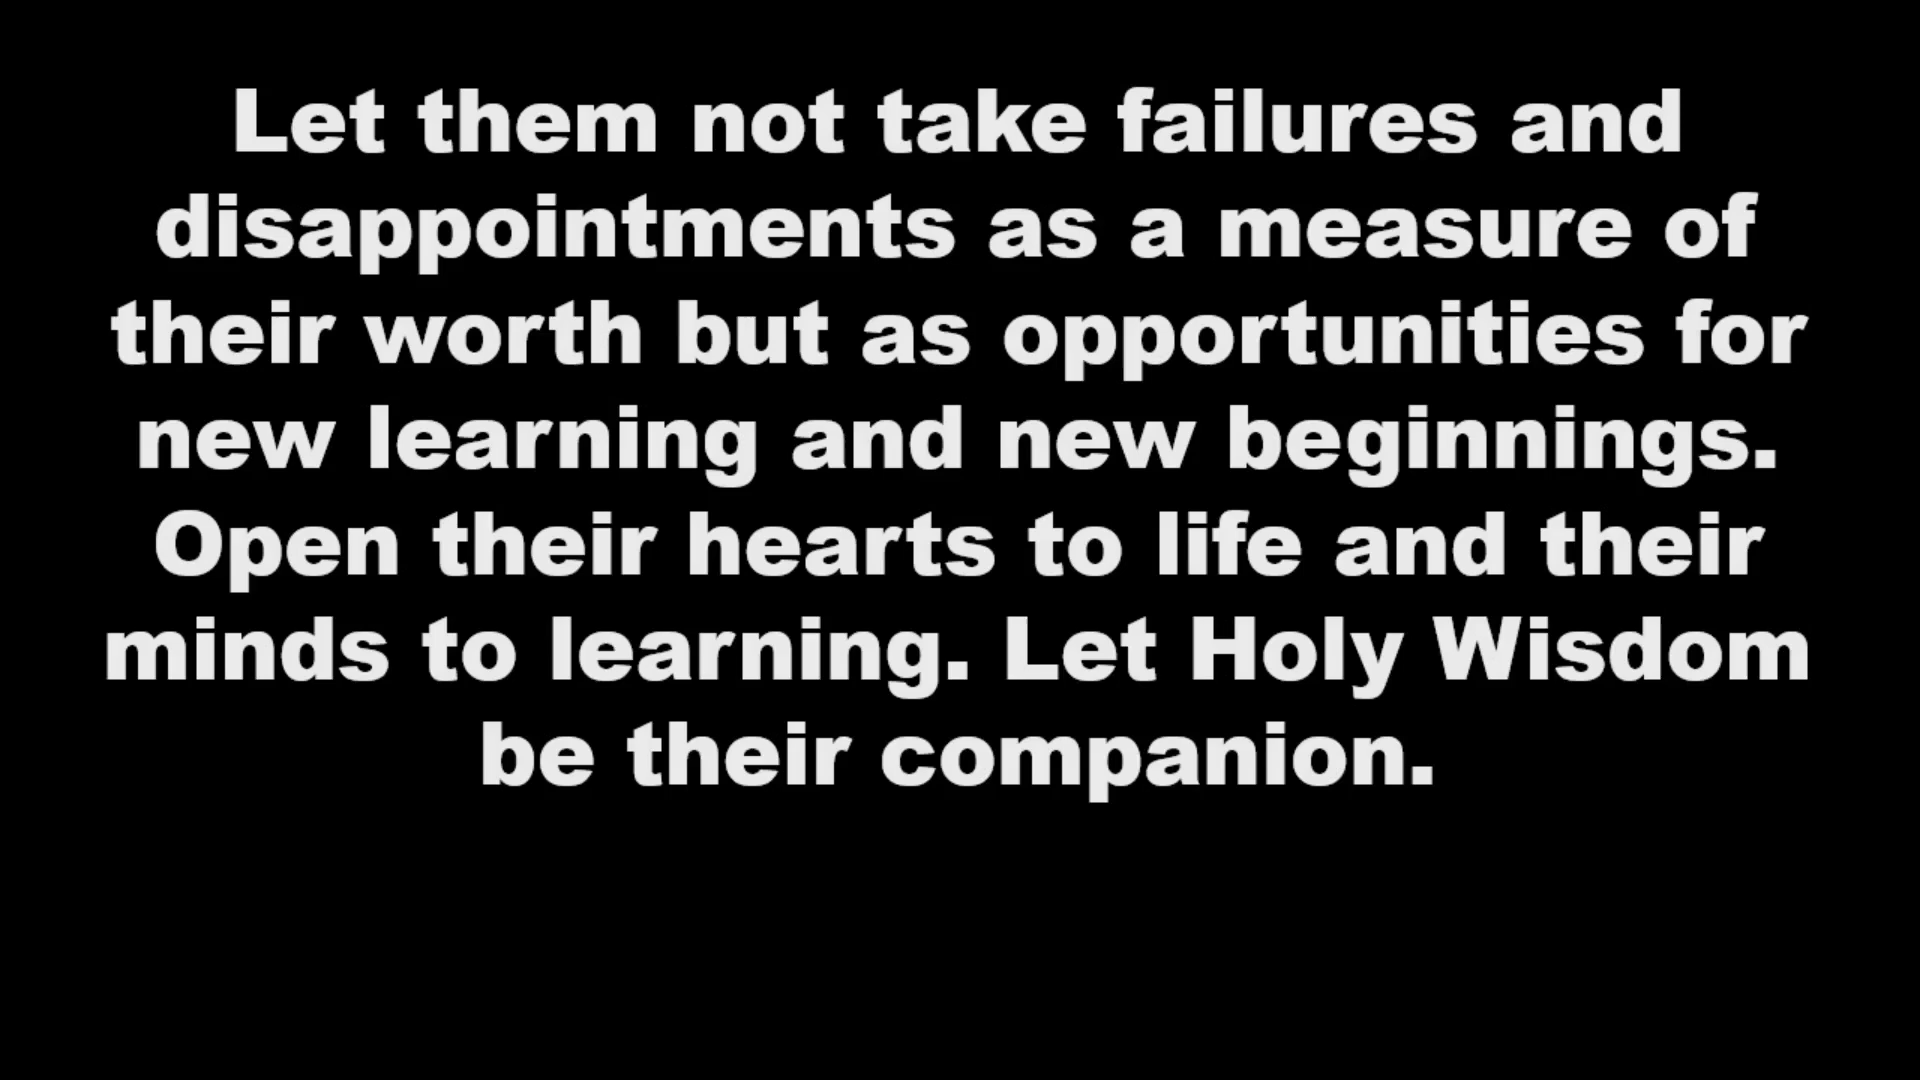 Let them not take failures and
disappointments as a measure of
their worth but as opportunities for
new learning and new beginnings.
Open their hearts to life and their
minds to learning. Let Holy Wisdom
be their companion.